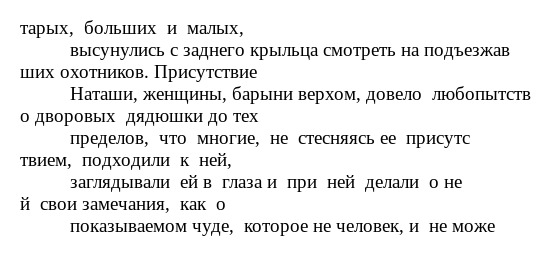 тарых, больших и малых,
высунулись с заднего крыльца смотреть на подъезжав
ших охотников. Присутствие
Наташи, женщины, барыни верхом, довело любопытств
о дворовых дядюшки до тех
пределов, что многие, не стесняясь ее присутс
твием, подходили к ней,
заглядывали ей в глаза и при ней делали о не
й свои замечания, как о
показываемом чуде, которое не человек, и не може